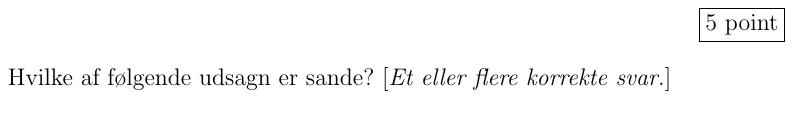 5 point
Hvilke af følgende udsagn er sande? [Et eller flere korrekte svar.]